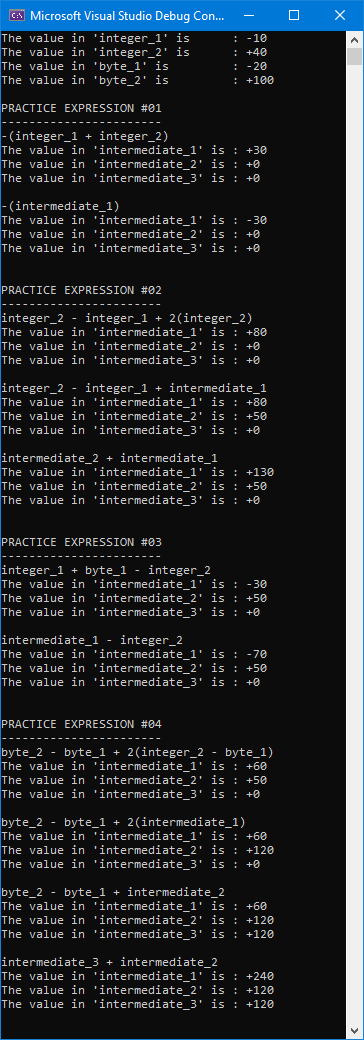 Microsoft Visual Studio Debug Con...
The value in 'integer_1' is      : -10
The value in 'integer_2' is      : +40
The value in 'byte_1' is         : -20
The value in 'byte_2' is         : +100
PRACTICE EXPRESSION #01
-----------------------
-(integer_1 + integer_2)
The value in 'intermediate_1' is : +30
The value in 'intermediate_2' is : +0
The value in 'intermediate_3' is : +0
-(intermediate_1)
The value in 'intermediate_1' is : -30
The value in 'intermediate_2' is : +0
The value in 'intermediate_3' is : +0
PRACTICE EXPRESSION #02
-----------------------
integer_2 - integer_1 + 2(integer_2)
The value in 'intermediate_1' is : +80
The value in 'intermediate_2' is : +0
The value in 'intermediate_3' is : +0
integer_2 - integer_1 + intermediate_1
The value in 'intermediate_1' is : +80
The value in 'intermediate_2' is : +50
The value in 'intermediate_3' is : +0
intermediate_2 + intermediate_1
The value in 'intermediate_1' is : +130
The value in 'intermediate_2' is : +50
The value in 'intermediate_3' is : +0
PRACTICE EXPRESSION #03
-----------------------
integer_1 + byte_1 - integer_2
The value in 'intermediate_1' is : -30
The value in 'intermediate_2' is : +50
The value in 'intermediate_3' is : +0
intermediate_1 - integer_2
The value in 'intermediate_1' is : -70
The value in 'intermediate_2' is : +50
The value in 'intermediate_3' is : +0
PRACTICE EXPRESSION #04
-----------------------
byte_2 - byte_1 + 2(integer_2 - byte_1)
The value in 'intermediate_1' is : +60
The value in 'intermediate_2' is : +50
The value in 'intermediate_3' is : +0
byte_2 - byte_1 + 2(intermediate_1)
The value in 'intermediate_1' is : +60
The value in 'intermediate_2' is : +120
The value in 'intermediate_3' is : +0
byte_2 - byte_1 + intermediate_2
The value in 'intermediate_1' is : +60
The value in 'intermediate_2' is : +120
The value in 'intermediate_3' is : +120
intermediate_3 + intermediate_2
The value in 'intermediate_1' is : +240
The value in 'intermediate_2' is : +120
The value in 'intermediate_3' is : +120